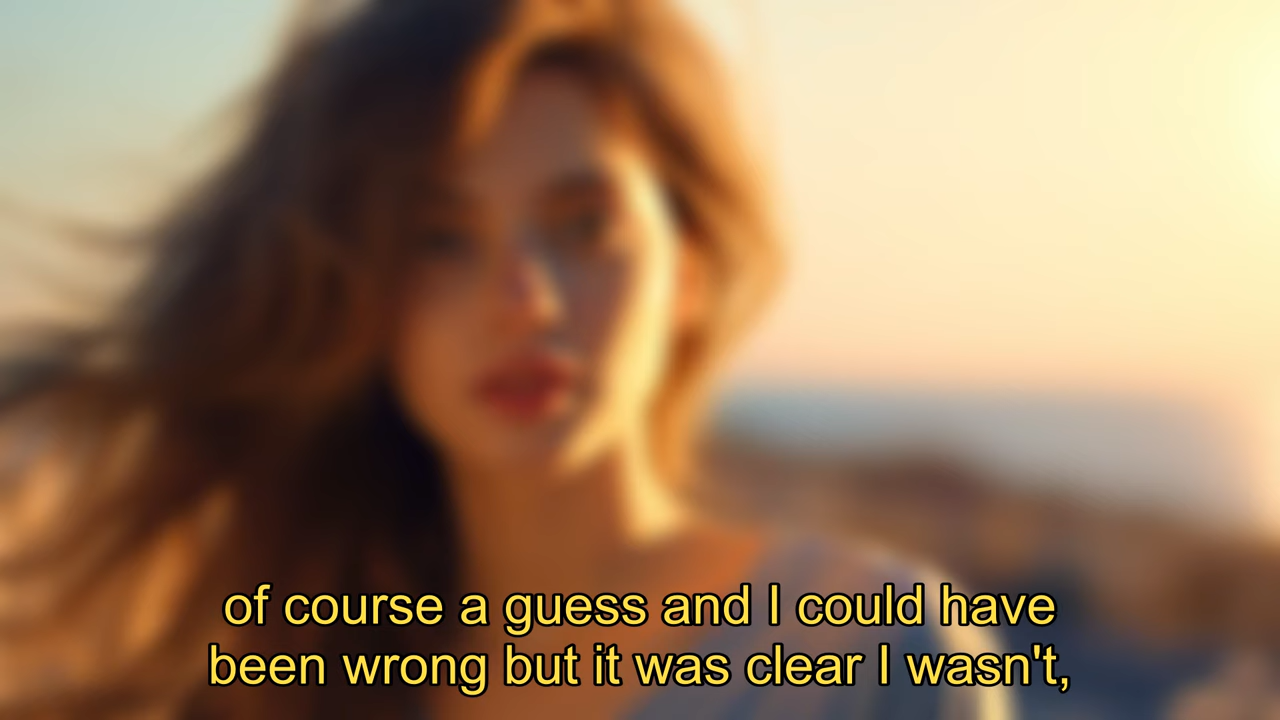 of course a guess and I could have
been wrong but it was clear I wasn't,